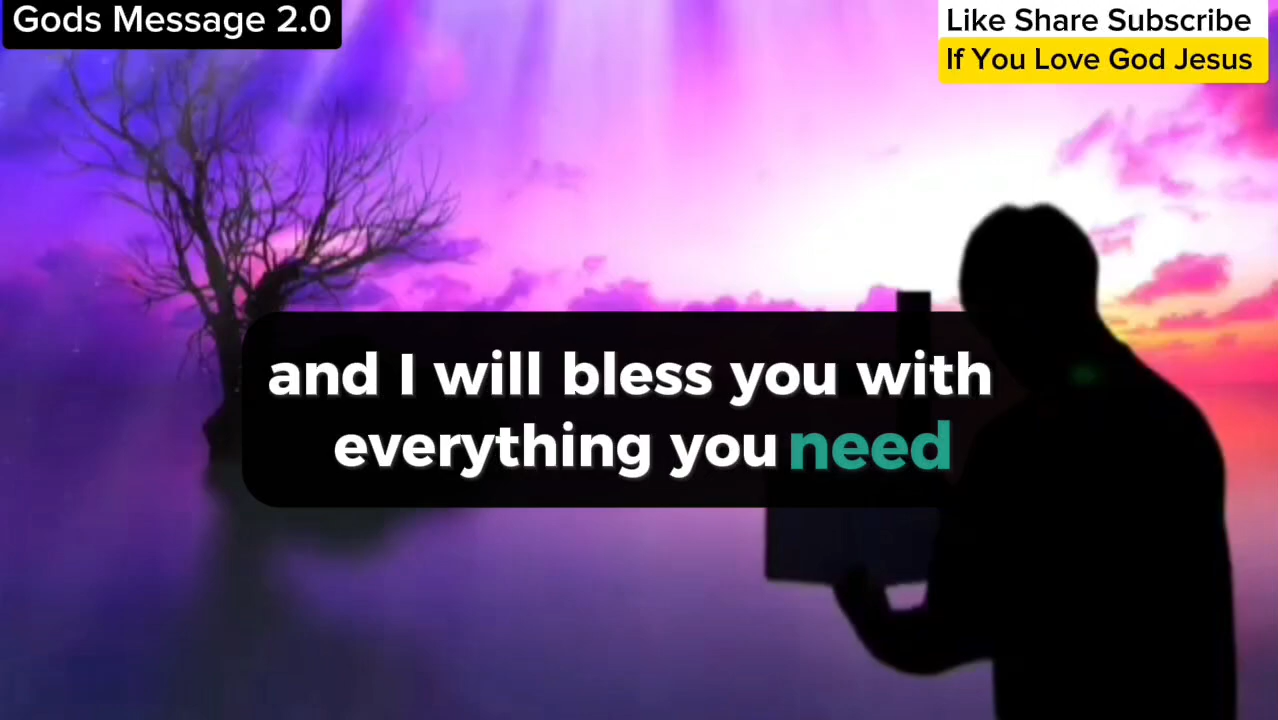 Gods Message 2.0
Like Share Subscribe
If You Love God Jesus
and I will bless you with
everything you need